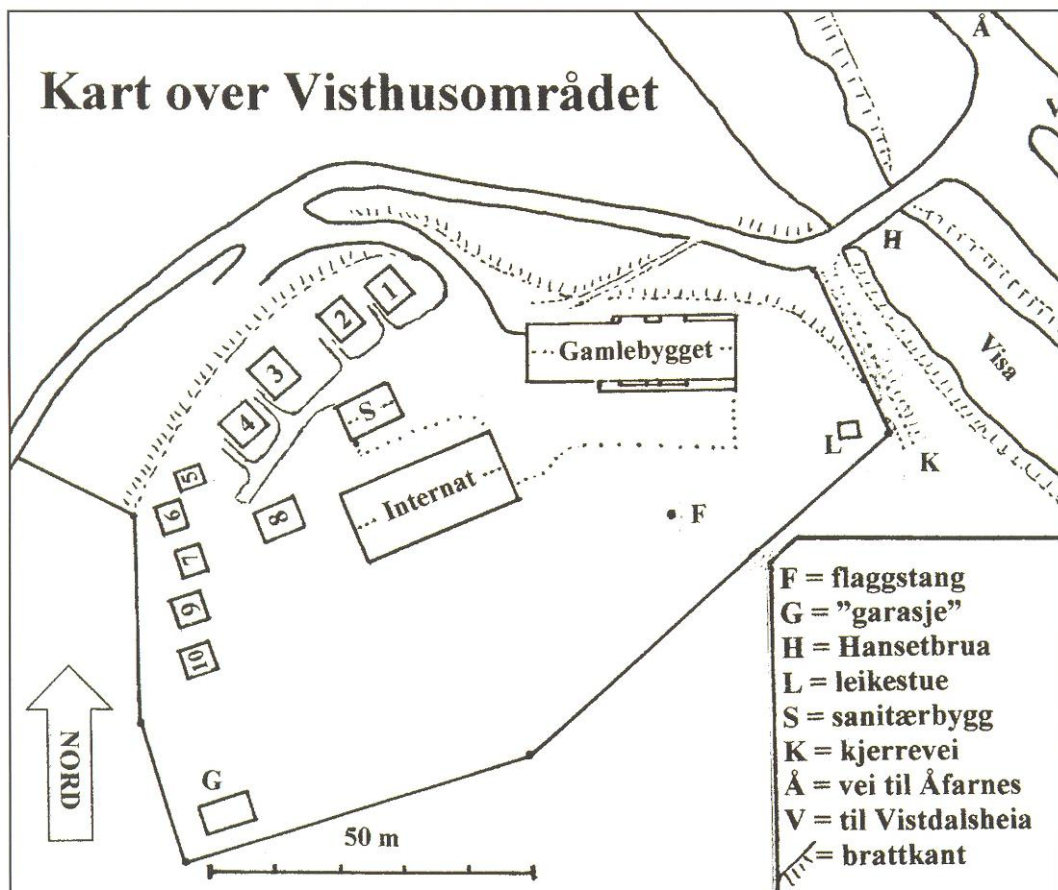 Kart over Visthusområdet
Å
V
H
Visa
1
2
3
4
5
6
7
8
9
10
S
Gamlebygget
Internat
L
K
F
G
NORD
50 m
F = flaggstang
G = ”garasje”
H = Hansetbrua
L = leikestue
S = sanitærbygg
K = kjerrevei
Å = vei til Åfarnes
V = til Vistdalsheia
= brattkant